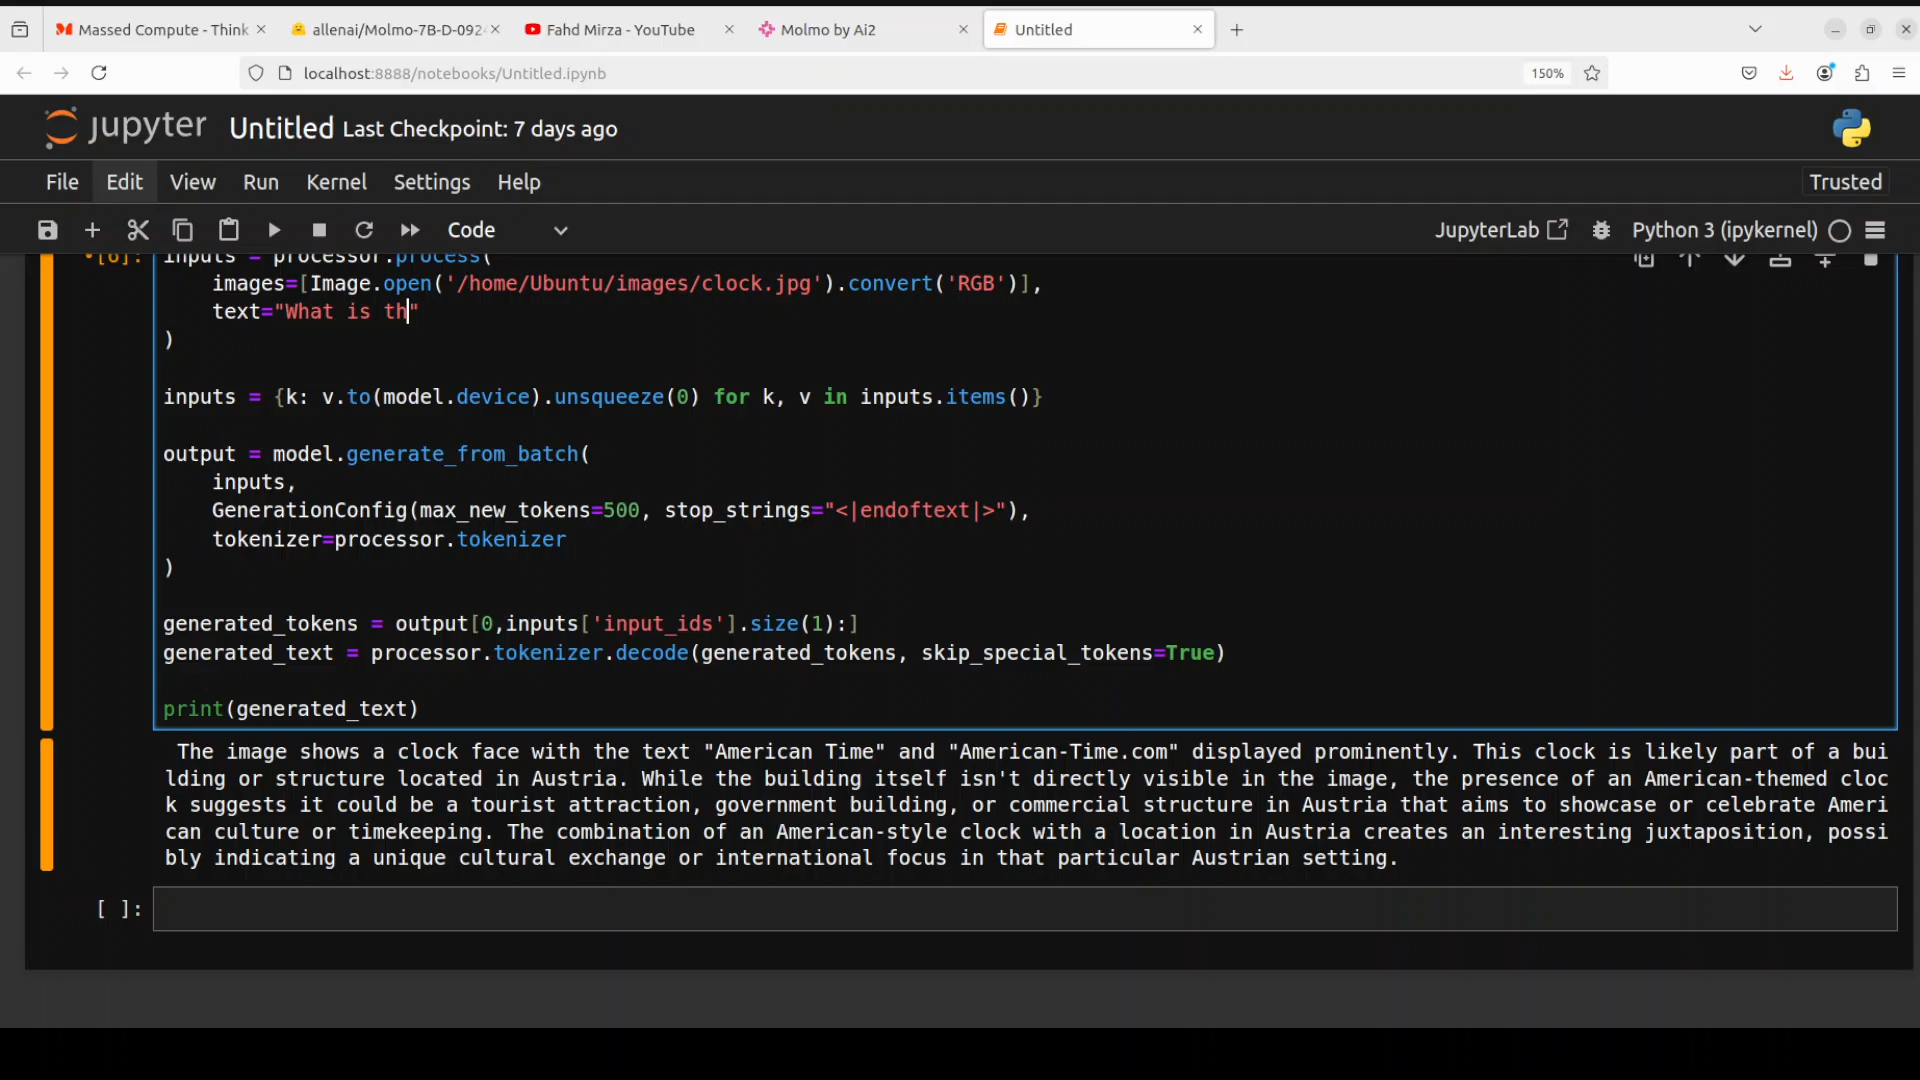 Massed Compute - Think
allenai/Molmo-7B-D-092
Fahd Mirza - YouTube
Molmo by Ai2
Untitled
localhost:8888/notebooks/Untitled.ipynb
150%
jupyter Untitled Last Checkpoint: 7 days ago
File Edit View Run Kernel Settings Help
Trusted
Code
JupyterLab
Python 3 (ipykernel)
[6]:
inputs = processor.process(
images=[Image.open('/home/Ubuntu/images/clock.jpg').convert('RGB')],
text="What is th"
)
inputs = {k: v.to(model.device).unsqueeze(0) for k, v in inputs.items()}
output = model.generate_from_batch(
inputs,
GenerationConfig(max_new_tokens=500, stop_strings="<|endoftext|>"),
tokenizer=processor.tokenizer
)
generated_tokens = output[0,inputs['input_ids'].size(1):]
generated_text = processor.tokenizer.decode(generated_tokens, skip_special_tokens=True)
print(generated_text)
The image shows a clock face with the text "American Time" and "American-Time.com" displayed prominently. This clock is likely part of a bui
lding or structure located in Austria. While the building itself isn't directly visible in the image, the presence of an American-themed cloc
k suggests it could be a tourist attraction, government building, or commercial structure in Austria that aims to showcase or celebrate Ameri
can culture or timekeeping. The combination of an American-style clock with a location in Austria creates an interesting juxtaposition, possi
bly indicating a unique cultural exchange or international focus in that particular Austrian setting.
[ ]: